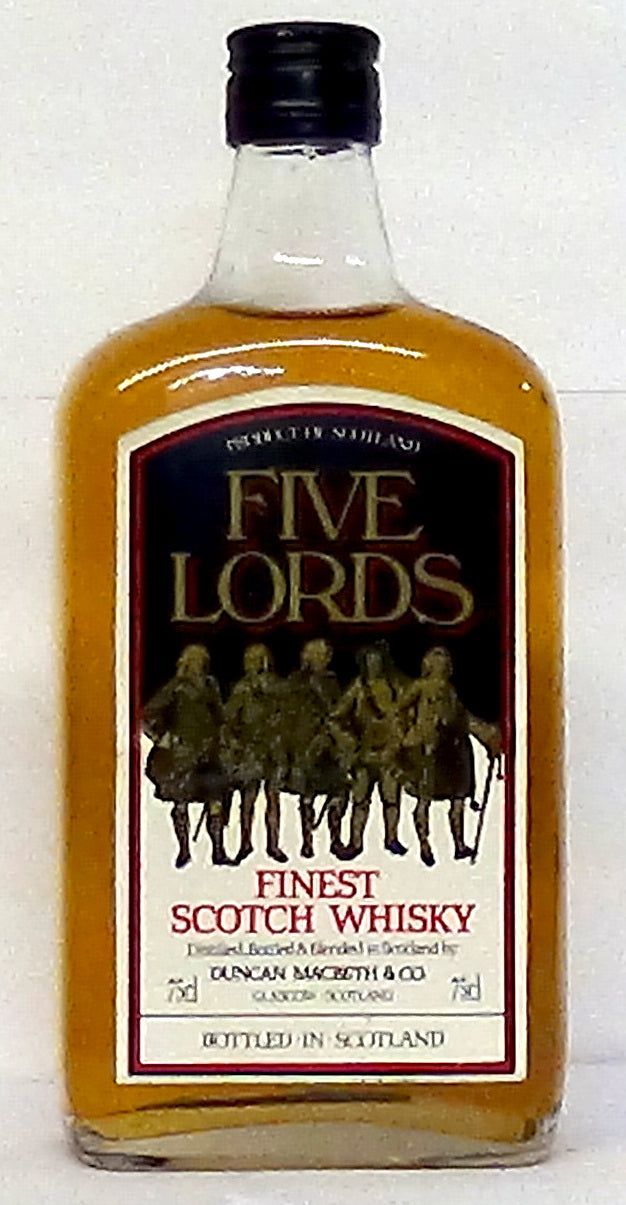 PRODUCT OF SCOTLAND
FIVE
LORDS
FINEST
SCOTCH WHISKY
Distilled, Bottled & Blended in Scotland by
DUNCAN MACBETH & CO
75cl GLASGOW SCOTLAND 75cl
BOTTLED IN SCOTLAND